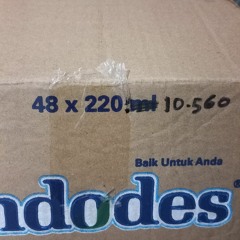 48 x 220 ml 10.560
Baik Untuk Anda
ndodes®